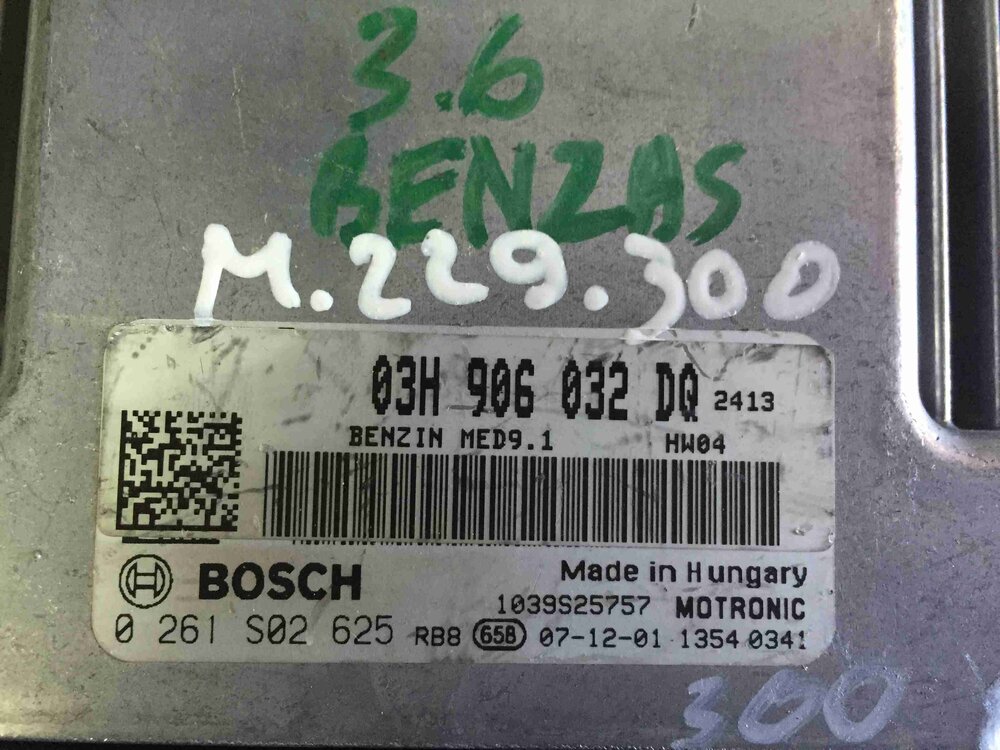 3.6
BENZAS
M.229.300
03H 906 032 DQ 2413
BENZIN MED9.1 HW04
BOSCH
Made in Hungary
1039S25757 MOTRONIC
0 261 S02 625 RB8 658 07-12-01 1354 0341
300